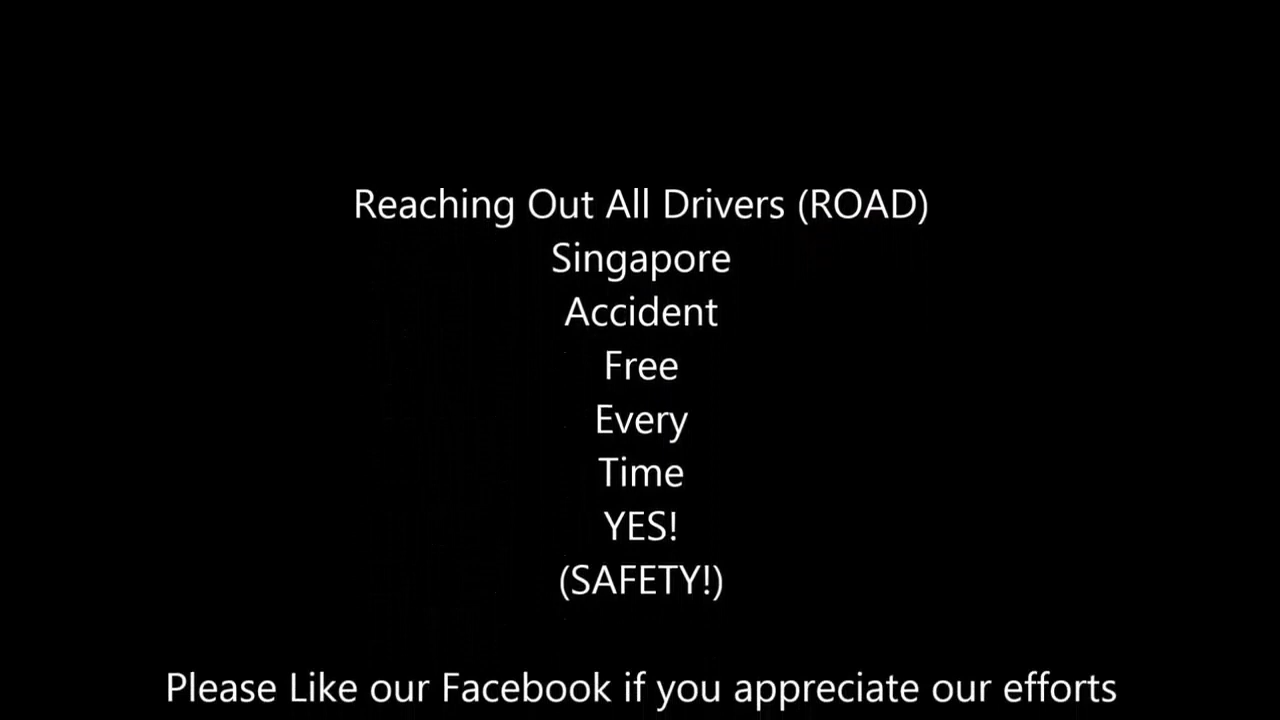 Reaching Out All Drivers (ROAD)
Singapore
Accident
Free
Every
Time
YES!
(SAFETY!)
Please Like our Facebook if you appreciate our efforts